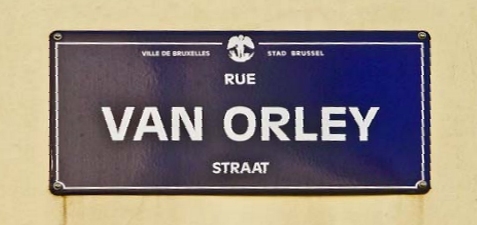 VILLE DE BRUXELLES STAD BRUSSEL
RUE
VAN ORLEY
STRAAT